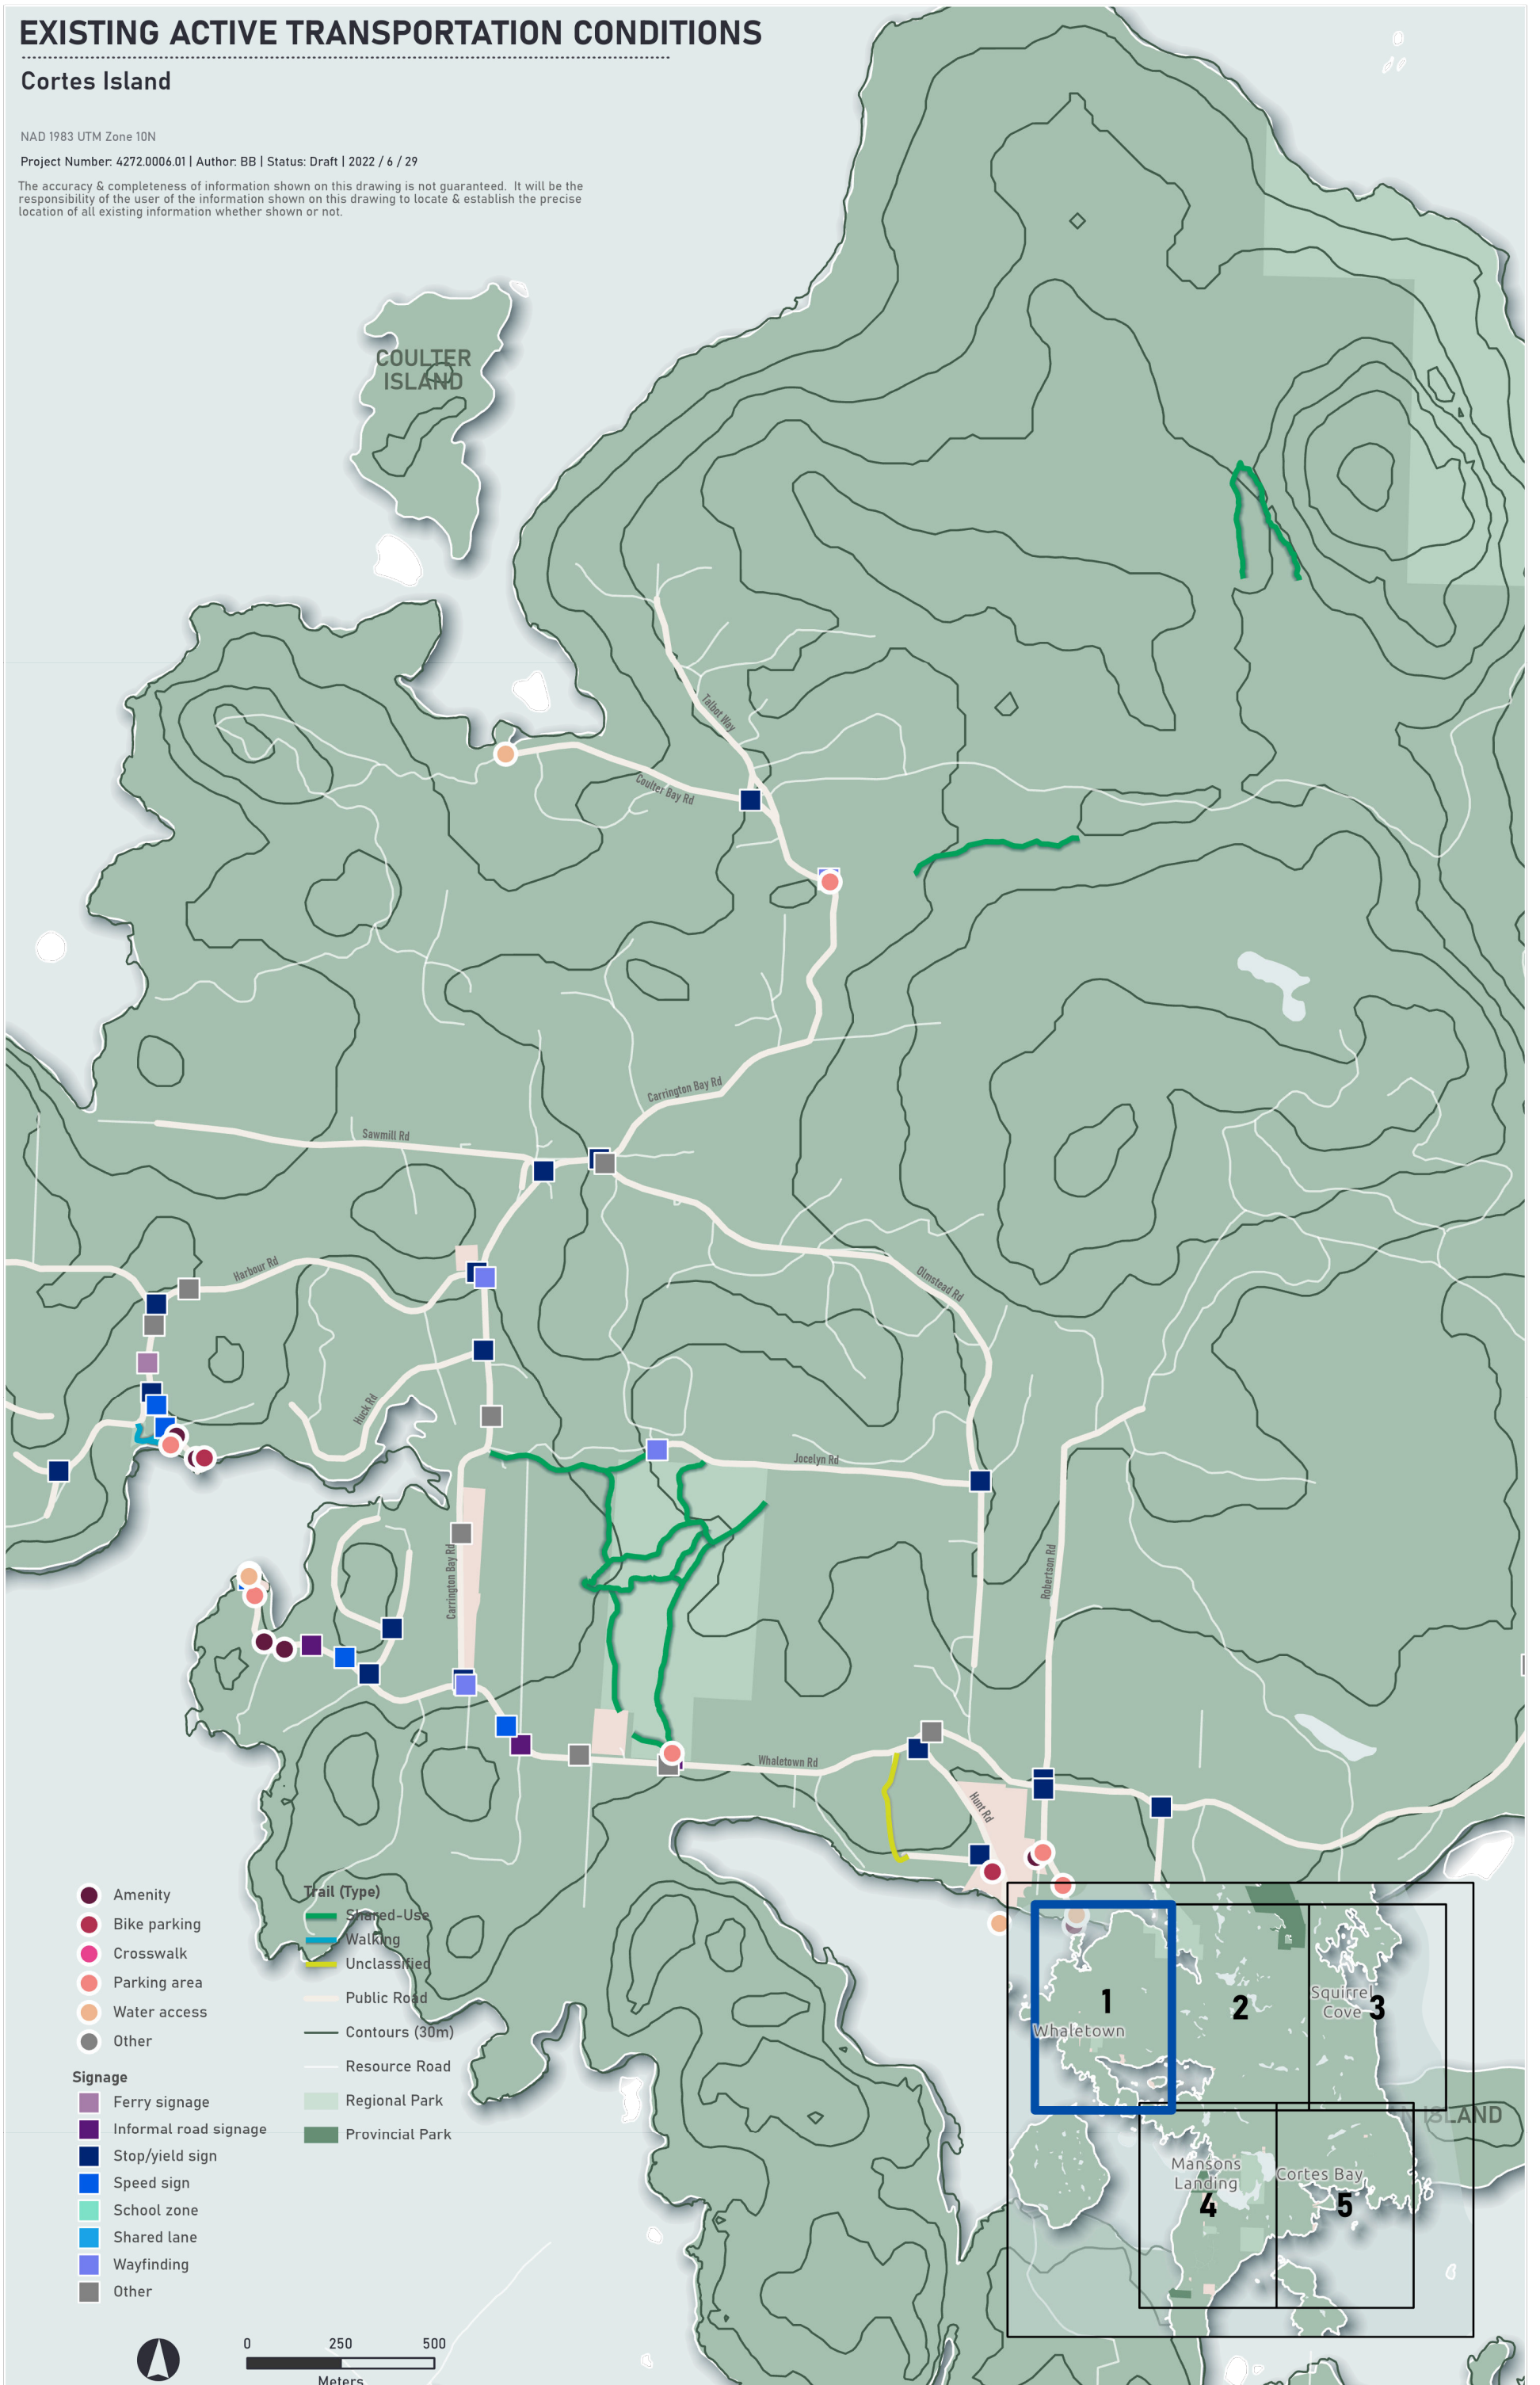 EXISTING ACTIVE TRANSPORTATION CONDITIONS
Cortes Island
NAD 1983 UTM Zone 10N
Project Number: 4272.0006.01 | Author: BB | Status: Draft | 2022 / 6 / 29
The accuracy & completeness of information shown on this drawing is not guaranteed. It will be the
responsibility of the user of the information shown on this drawing to locate & establish the precise
location of all existing information whether shown or not.
COULTER
ISLAND
Talbot Way
Coulter Bay Rd
Carrington Bay Rd
Sawmill Rd
Harbour Rd
Olmstead Rd
Huck Rd
Jocelyn Rd
Carrington Bay Rd
Robertson Rd
Whaletown Rd
Hunt Rd
Amenity
Bike parking
Crosswalk
Parking area
Water access
Other
Signage
Ferry signage
Informal road signage
Stop/yield sign
Speed sign
School zone
Shared lane
Wayfinding
Other
Trail (Type)
Shared-Use
Walking
Unclassified
Public Road
Contours (30m)
Resource Road
Regional Park
Provincial Park
1
2
3
Whaletown
Squirrel
Cove
ISLAND
Mansons
Landing
Cortes Bay
4
5
0 250 500
Meters